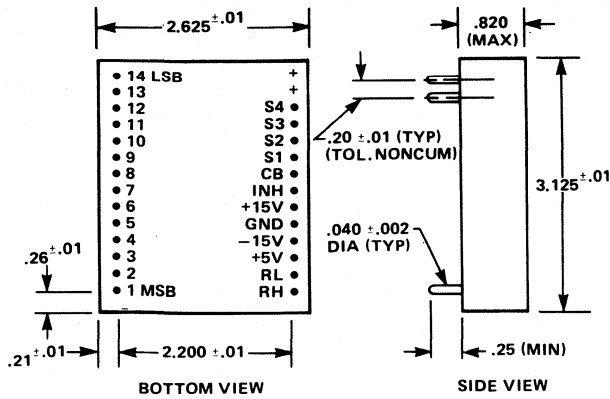 2.625 ±.01
.820
(MAX)
14 LSB +
13 +
12 S4
11 S3
10 S2
9 S1
8 CB
7 INH
6 +15V
5 GND
4 −15V
3 +5V
2 RL
1 MSB RH
.20 ±.01 (TYP)
(TOL. NONCUM)
3.125 ±.01
.040 ±.002
DIA (TYP)
.26 ±.01
.21 ±.01
2.200 ±.01
.25 (MIN)
BOTTOM VIEW
SIDE VIEW